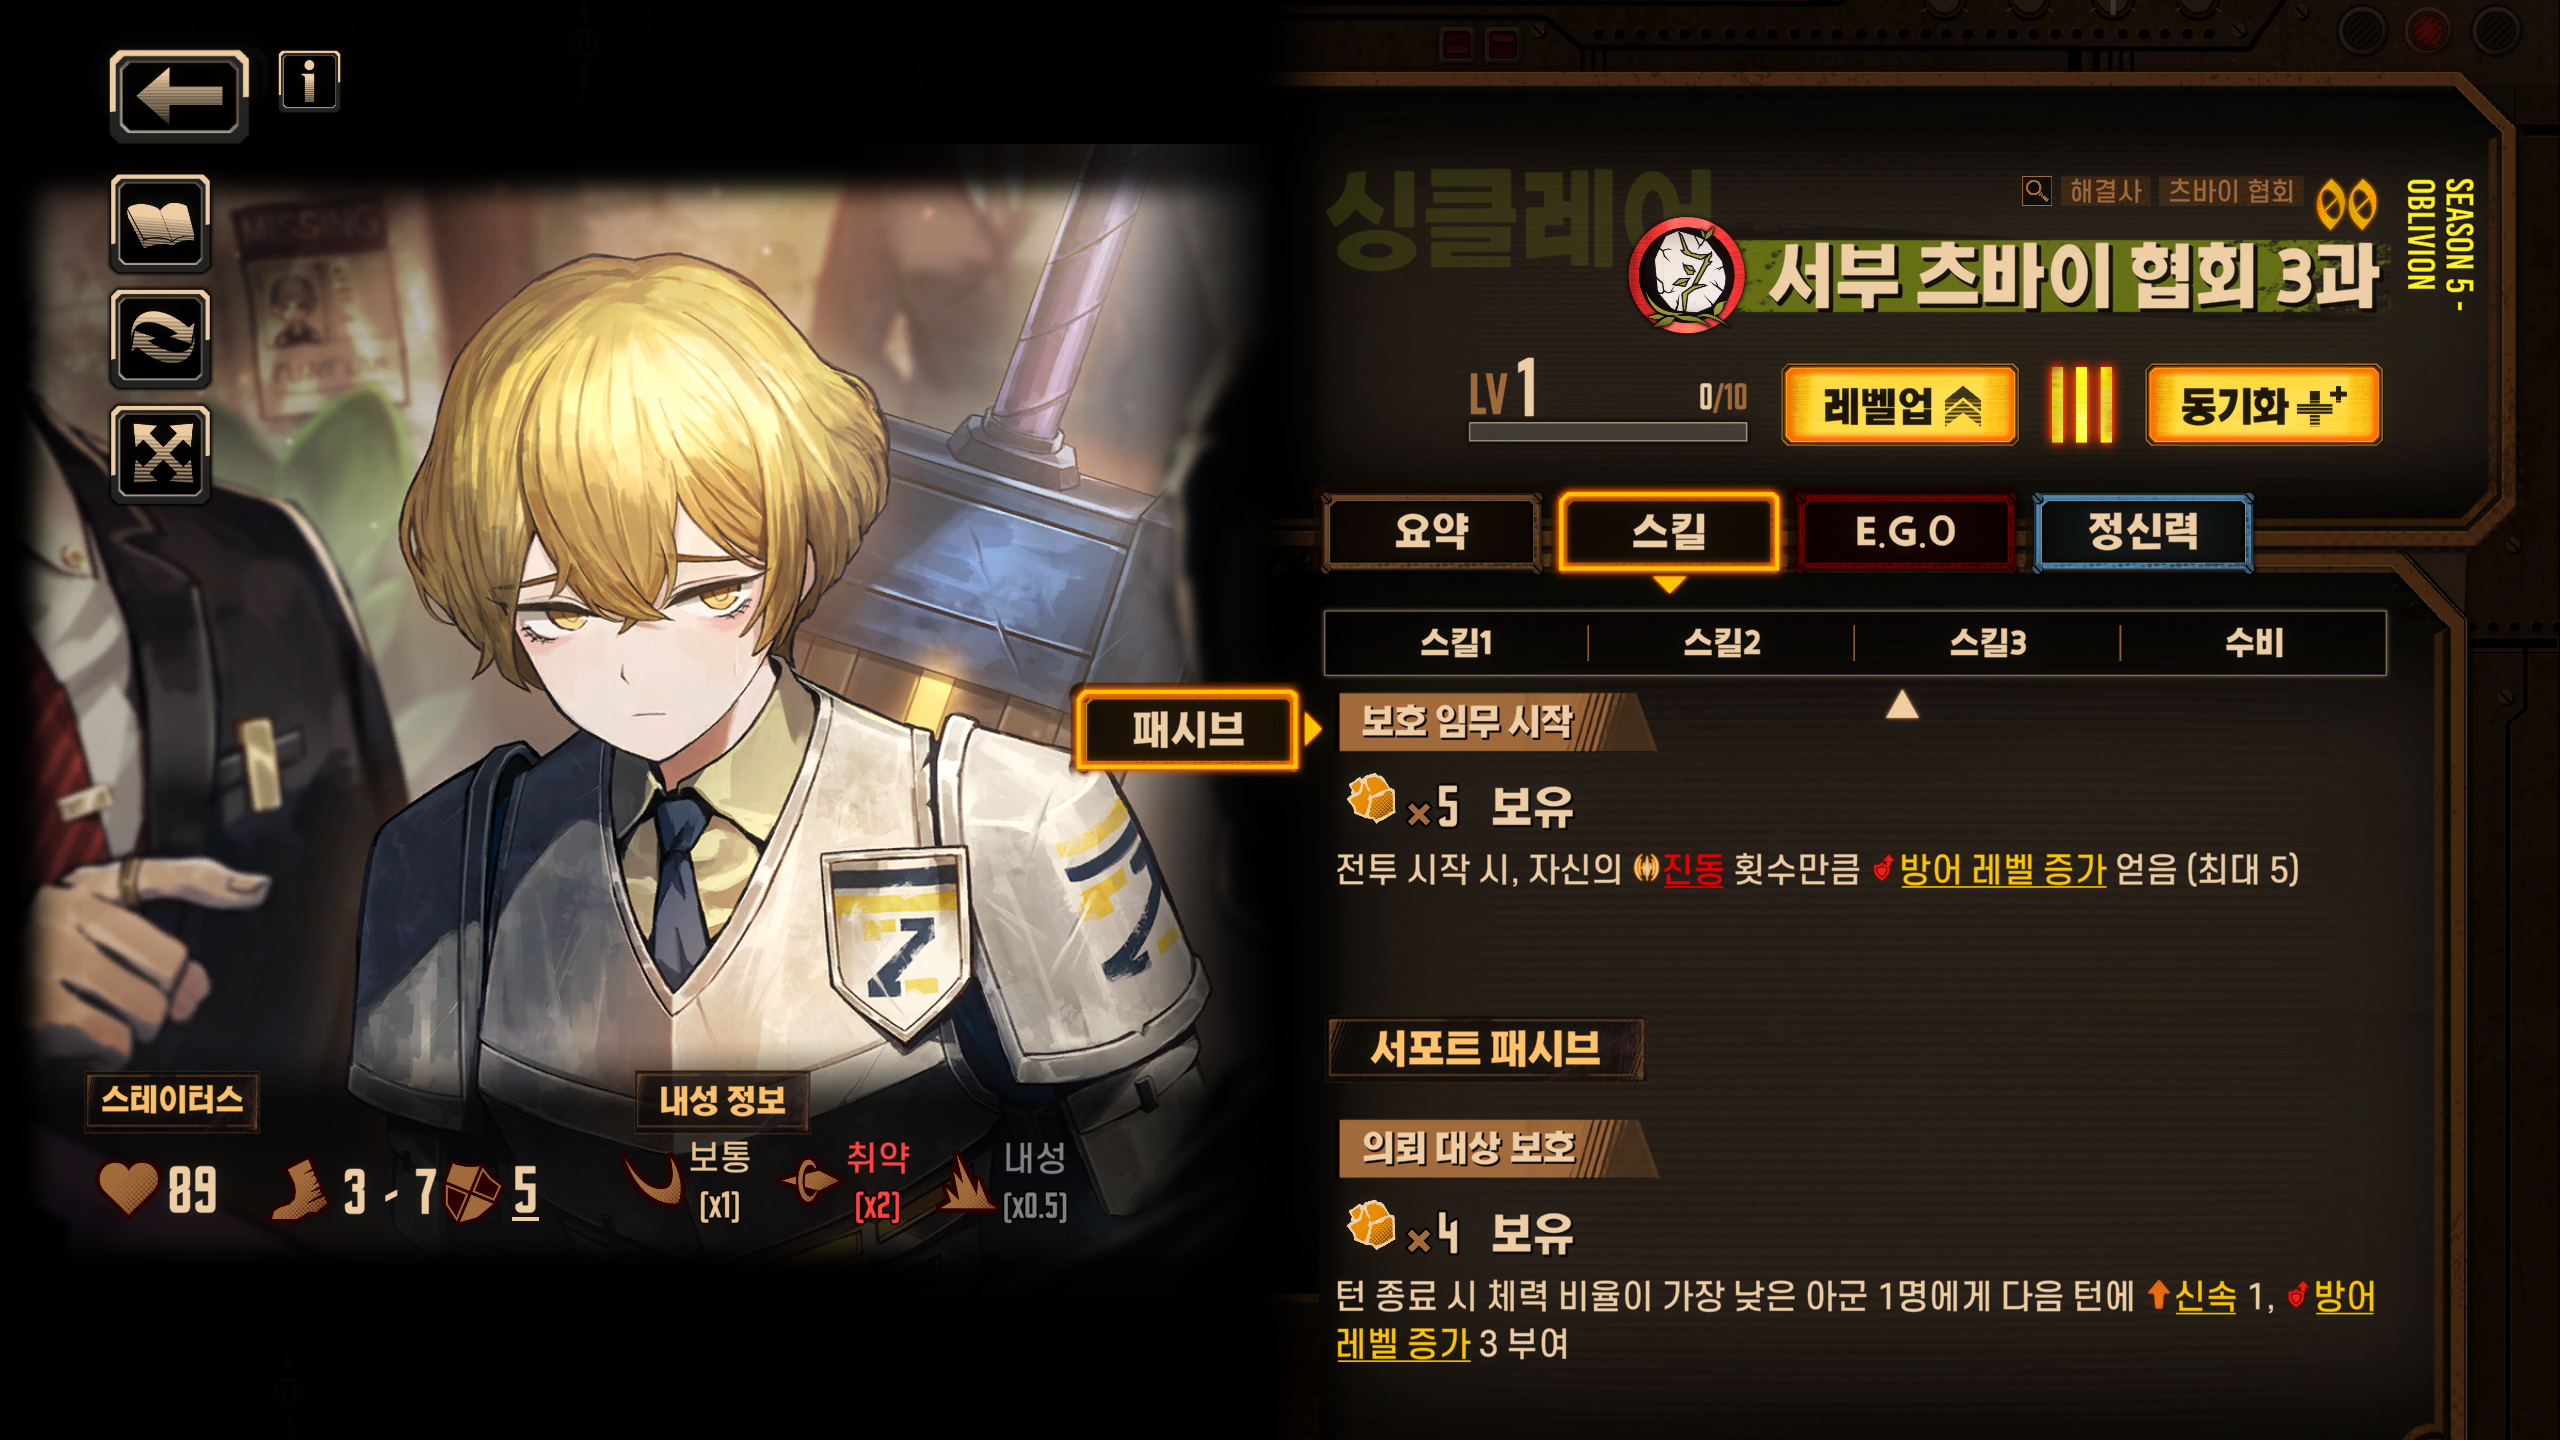 싱클레어
해결사 츠바이 협회
서부 츠바이 협회 3과
SEASON 5 -
OBLIVION
LV 1 0/10
레벨업
동기화
요약
스킬
E.G.O
정신력
스킬1
스킬2
스킬3
수비
패시브
보호 임무 시작
×5 보유
전투 시작 시, 자신의 진동 횟수만큼 방어 레벨 증가 얻음 (최대 5)
서포트 패시브
의뢰 대상 보호
×4 보유
턴 종료 시 체력 비율이 가장 낮은 아군 1명에게 다음 턴에 신속 1, 방어
레벨 증가 3 부여
MISSING
스테이터스
89
3 - 7
5
내성 정보
보통
(x1)
취약
(x2)
내성
(x0.5)
Z